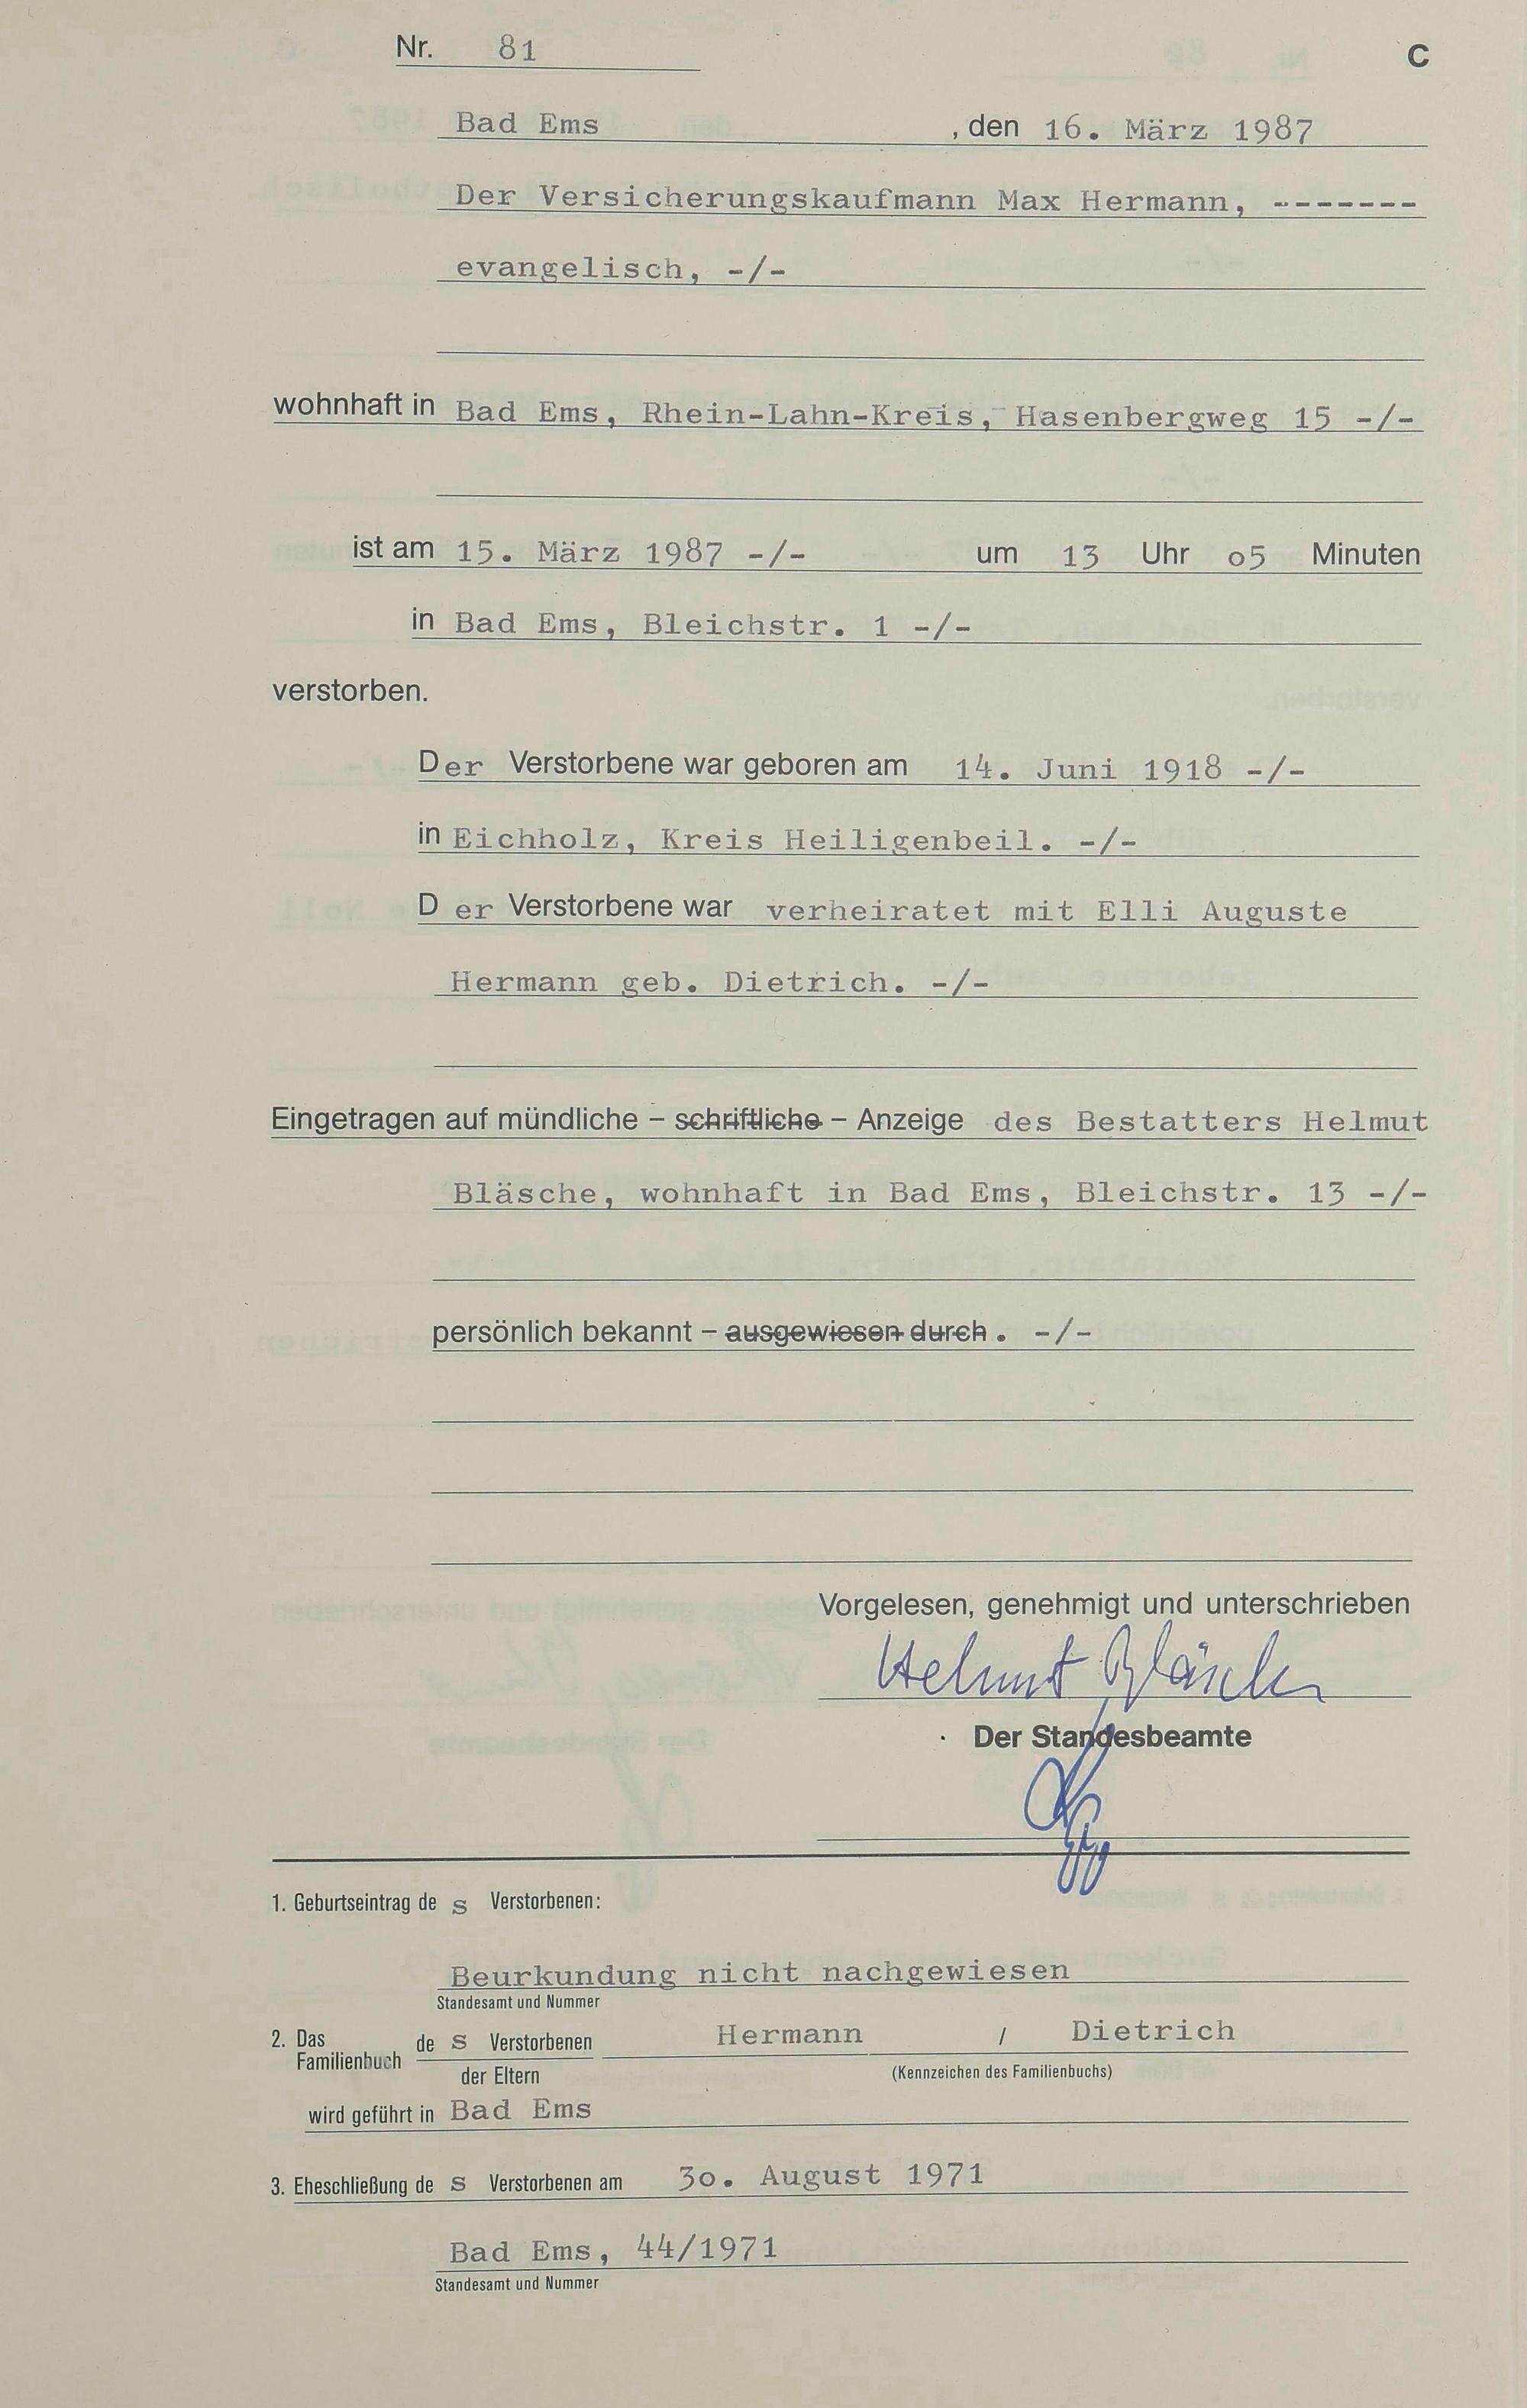 Nr. 81 C
Bad Ems , den 16. März 1987
Der Versicherungskaufmann Max Hermann, -------
evangelisch, -/-
wohnhaft in Bad Ems, Rhein-Lahn-Kreis, Hasenbergweg 15 -/-
ist am 15. März 1987 -/- um 13 Uhr o5 Minuten
in Bad Ems, Bleichstr. 1 -/-
verstorben.
Der Verstorbene war geboren am 14. Juni 1918 -/-
in Eichholz, Kreis Heiligenbeil. -/-
D er Verstorbene war verheiratet mit Elli Auguste
Hermann geb. Dietrich. -/-
Eingetragen auf mündliche – schriftliche – Anzeige des Bestatters Helmut
Bläsche, wohnhaft in Bad Ems, Bleichstr. 13 -/-
persönlich bekannt – ausgewiesen durch . -/-
Vorgelesen, genehmigt und unterschrieben
Helmut Bläsche
Der Standesbeamte
1. Geburtseintrag de s Verstorbenen:
Beurkundung nicht nachgewiesen
Standesamt und Nummer
2. Das Familienbuch de s Verstorbenen Hermann / Dietrich
der Eltern (Kennzeichen des Familienbuchs)
wird geführt in Bad Ems
3. Eheschließung de s Verstorbenen am 3o. August 1971
Bad Ems, 44/1971
Standesamt und Nummer